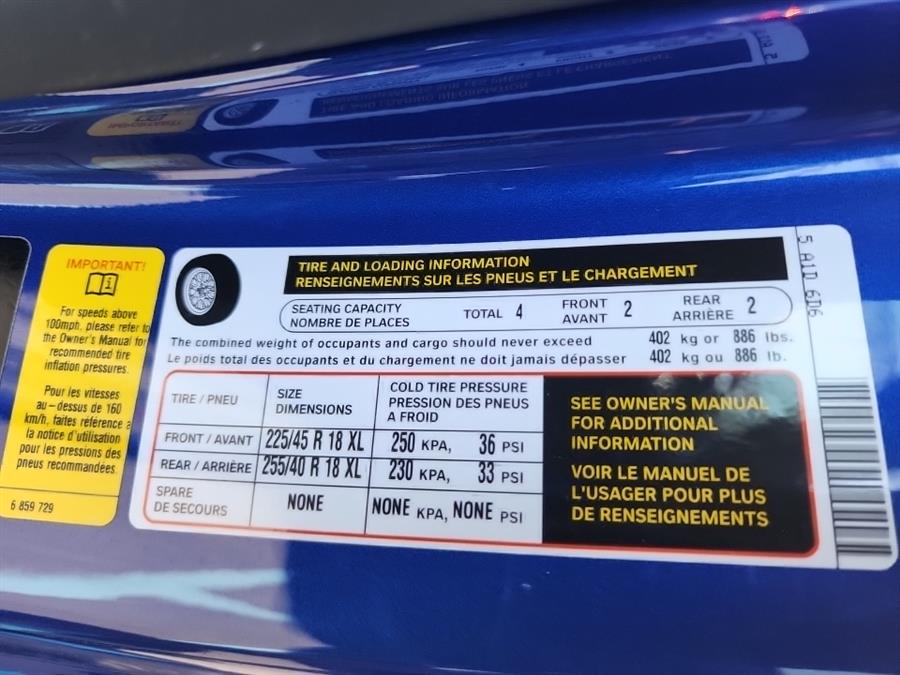 IMPORTANT!
For speeds above
100mph, please refer to
the Owner's Manual for
recommended tire
inflation pressures.
Pour les vitesses
au-dessus de 160
km/h, faites référence a
la notice d'utilisation
pour les pressions des
pneus recommandées.
6 859 729
TIRE AND LOADING INFORMATION
RENSEIGNEMENTS SUR LES PNEUS ET LE CHARGEMENT
SEATING CAPACITY
NOMBRE DE PLACES
TOTAL 4
FRONT
AVANT 2
REAR
ARRIÈRE 2
The combined weight of occupants and cargo should never exceed 402 kg or 886 lbs.
Le poids total des occupants et du chargement ne doit jamais dépasser 402 kg ou 886 lb.
TIRE / PNEU
SIZE
DIMENSIONS
COLD TIRE PRESSURE
PRESSION DES PNEUS
A FROID
FRONT / AVANT 225/45 R 18 XL 250 KPA, 36 PSI
REAR / ARRIÈRE 255/40 R 18 XL 230 KPA, 33 PSI
SPARE
DE SECOURS
NONE
NONE KPA, NONE PSI
SEE OWNER'S MANUAL
FOR ADDITIONAL
INFORMATION
VOIR LE MANUEL DE
L'USAGER POUR PLUS
DE RENSEIGNEMENTS
5 A1D 6D6